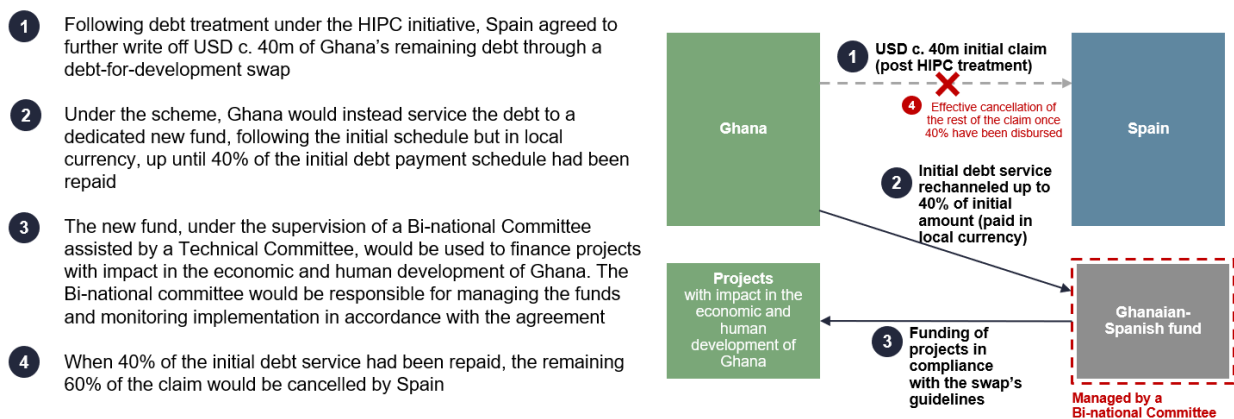 1
Following debt treatment under the HIPC initiative, Spain agreed to
further write off USD c. 40m of Ghana's remaining debt through a
debt-for-development swap
2
Under the scheme, Ghana would instead service the debt to a
dedicated new fund, following the initial schedule but in local
currency, up until 40% of the initial debt payment schedule had been
repaid
3
The new fund, under the supervision of a Bi-national Committee
assisted by a Technical Committee, would be used to finance projects
with impact in the economic and human development of Ghana. The
Bi-national committee would be responsible for managing the funds
and monitoring implementation in accordance with the agreement
4
When 40% of the initial debt service had been repaid, the remaining
60% of the claim would be cancelled by Spain
Ghana
1
USD c. 40m initial claim
(post HIPC treatment)
4
Effective cancellation of
the rest of the claim once
40% have been disbursed
Spain
2
Initial debt service
rechanneled up to
40% of initial
amount (paid in
local currency)
Projects
with impact in the
economic and
human
development of
Ghana
3
Funding of
projects in
compliance
with the swap's
guidelines
Ghanaian-
Spanish fund
Managed by a
Bi-national Committee